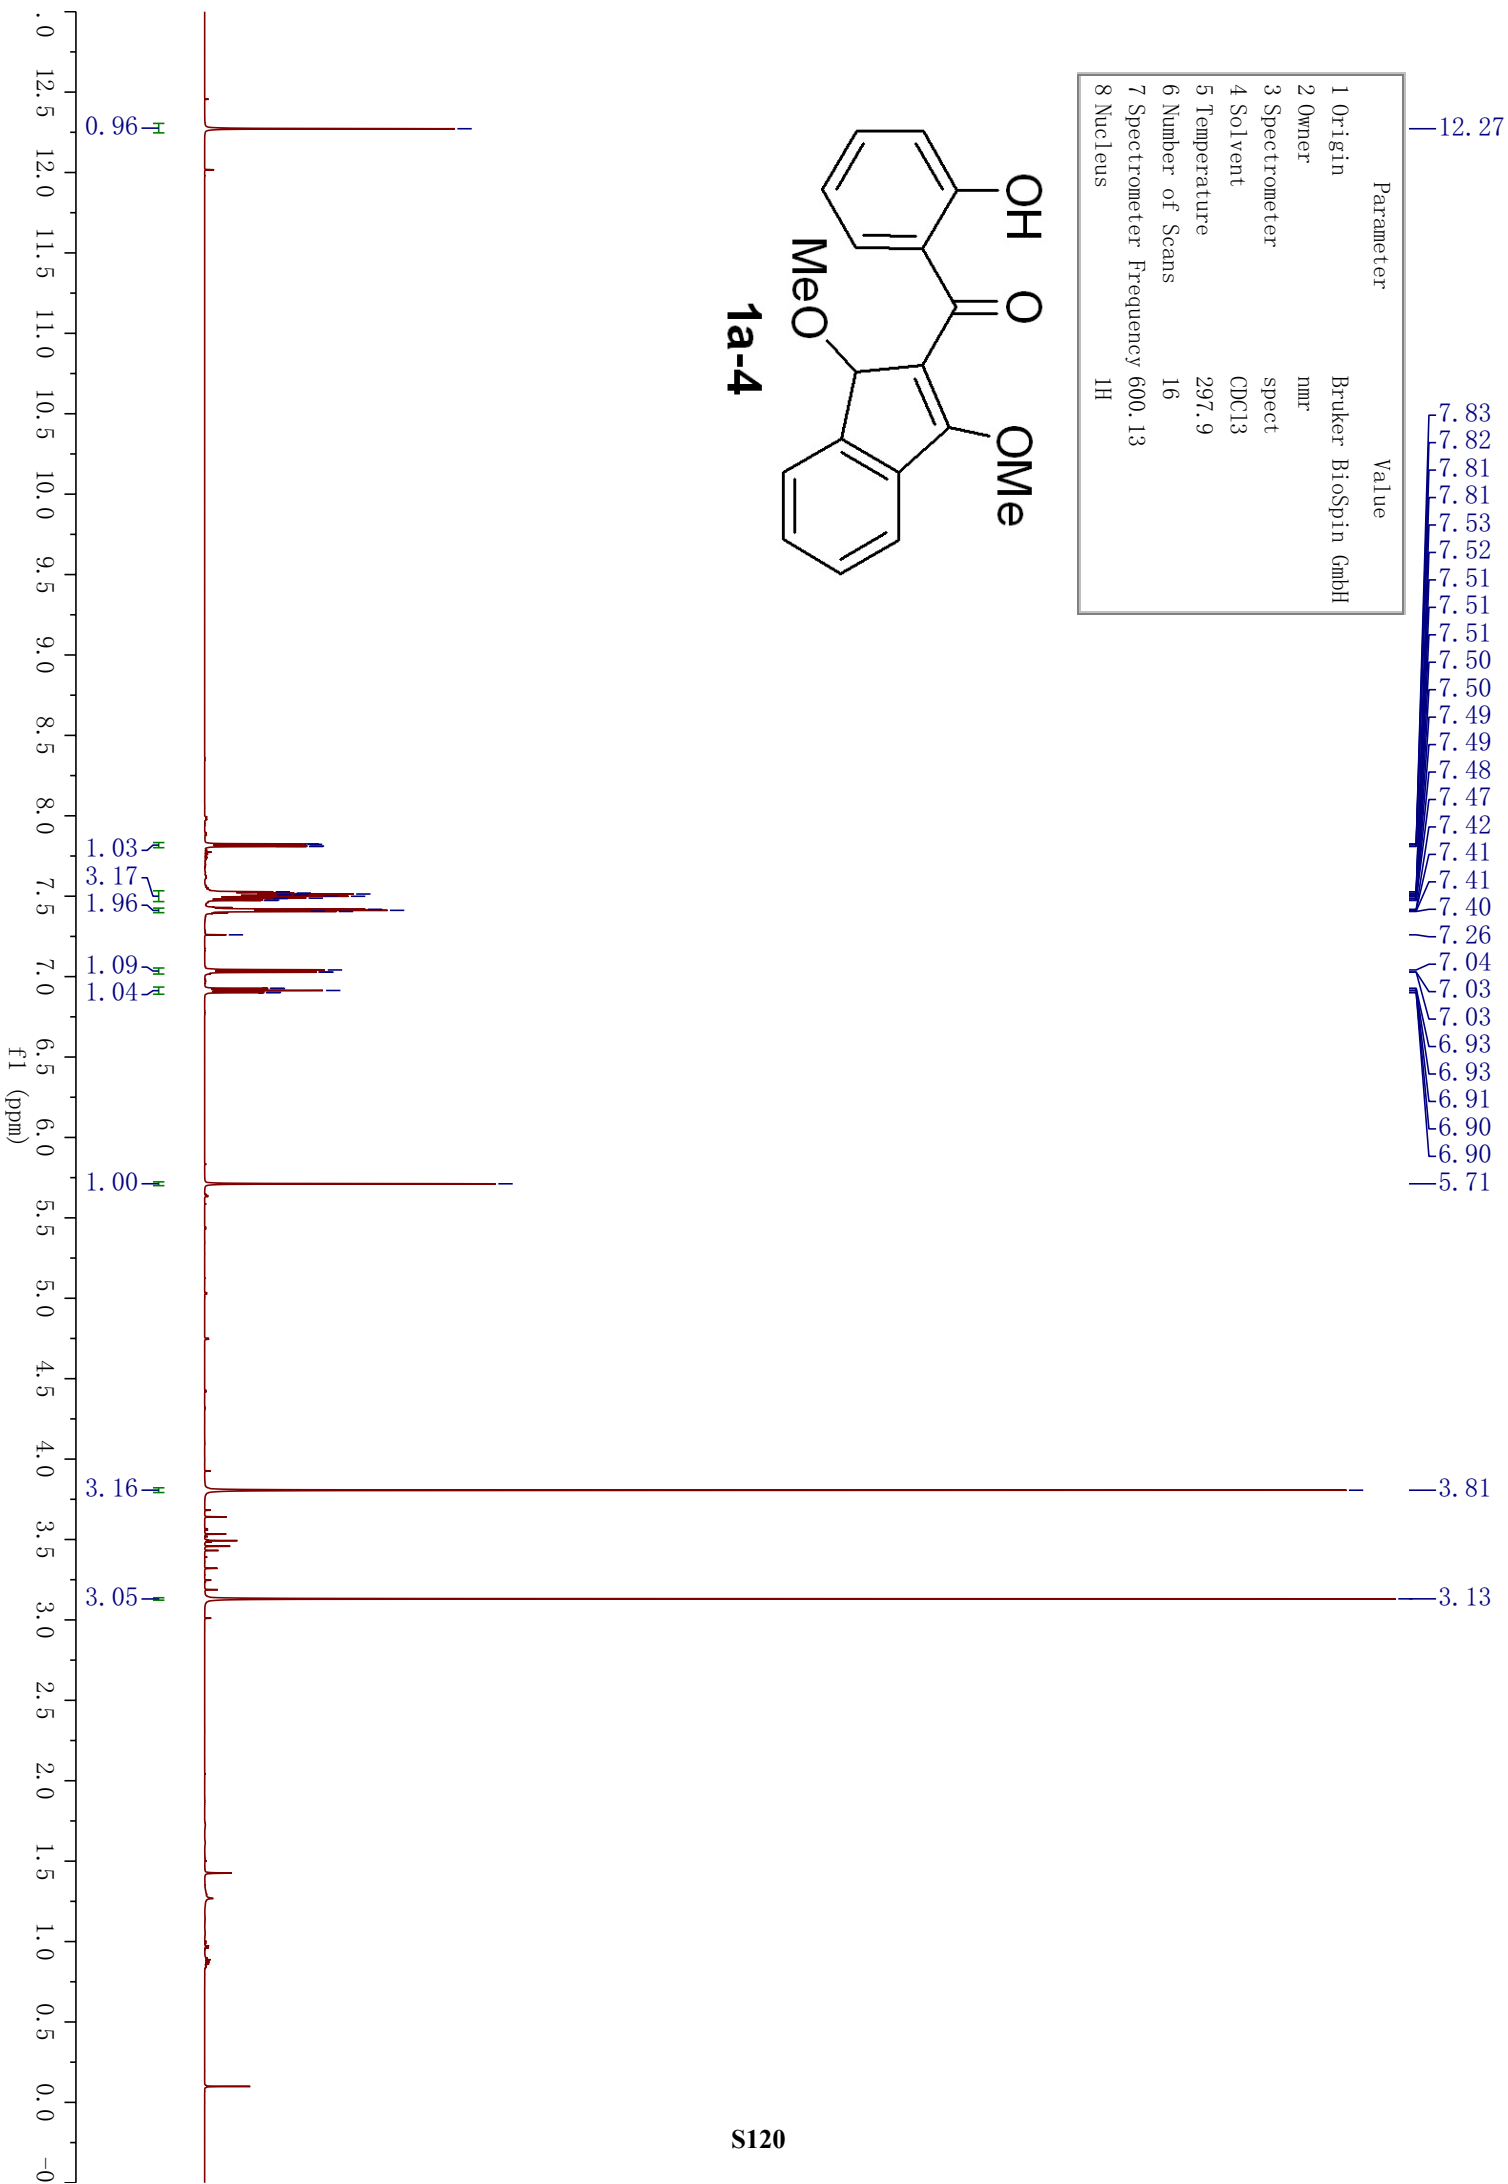 12.27
7.83
7.82
7.81
7.81
7.53
7.52
7.51
7.51
7.51
7.50
7.50
7.49
7.49
7.48
7.47
7.42
7.41
7.41
7.40
7.26
7.04
7.03
7.03
6.93
6.93
6.91
6.90
6.90
5.71
3.81
3.13
Parameter Value
1 Origin Bruker BioSpin GmbH
2 Owner nmr
3 Spectrometer spect
4 Solvent CDCl3
5 Temperature 297.9
6 Number of Scans 16
7 Spectrometer Frequency 600.13
8 Nucleus 1H
OH O OMe
MeO
1a-4
0.96
1.03
3.17
1.96
1.09
1.04
1.00
3.16
3.05
.0 12.5 12.0 11.5 11.0 10.5 10.0 9.5 9.0 8.5 8.0 7.5 7.0 6.5 6.0 5.5 5.0 4.5 4.0 3.5 3.0 2.5 2.0 1.5 1.0 0.5 0.0 -0
f1 (ppm)
S120